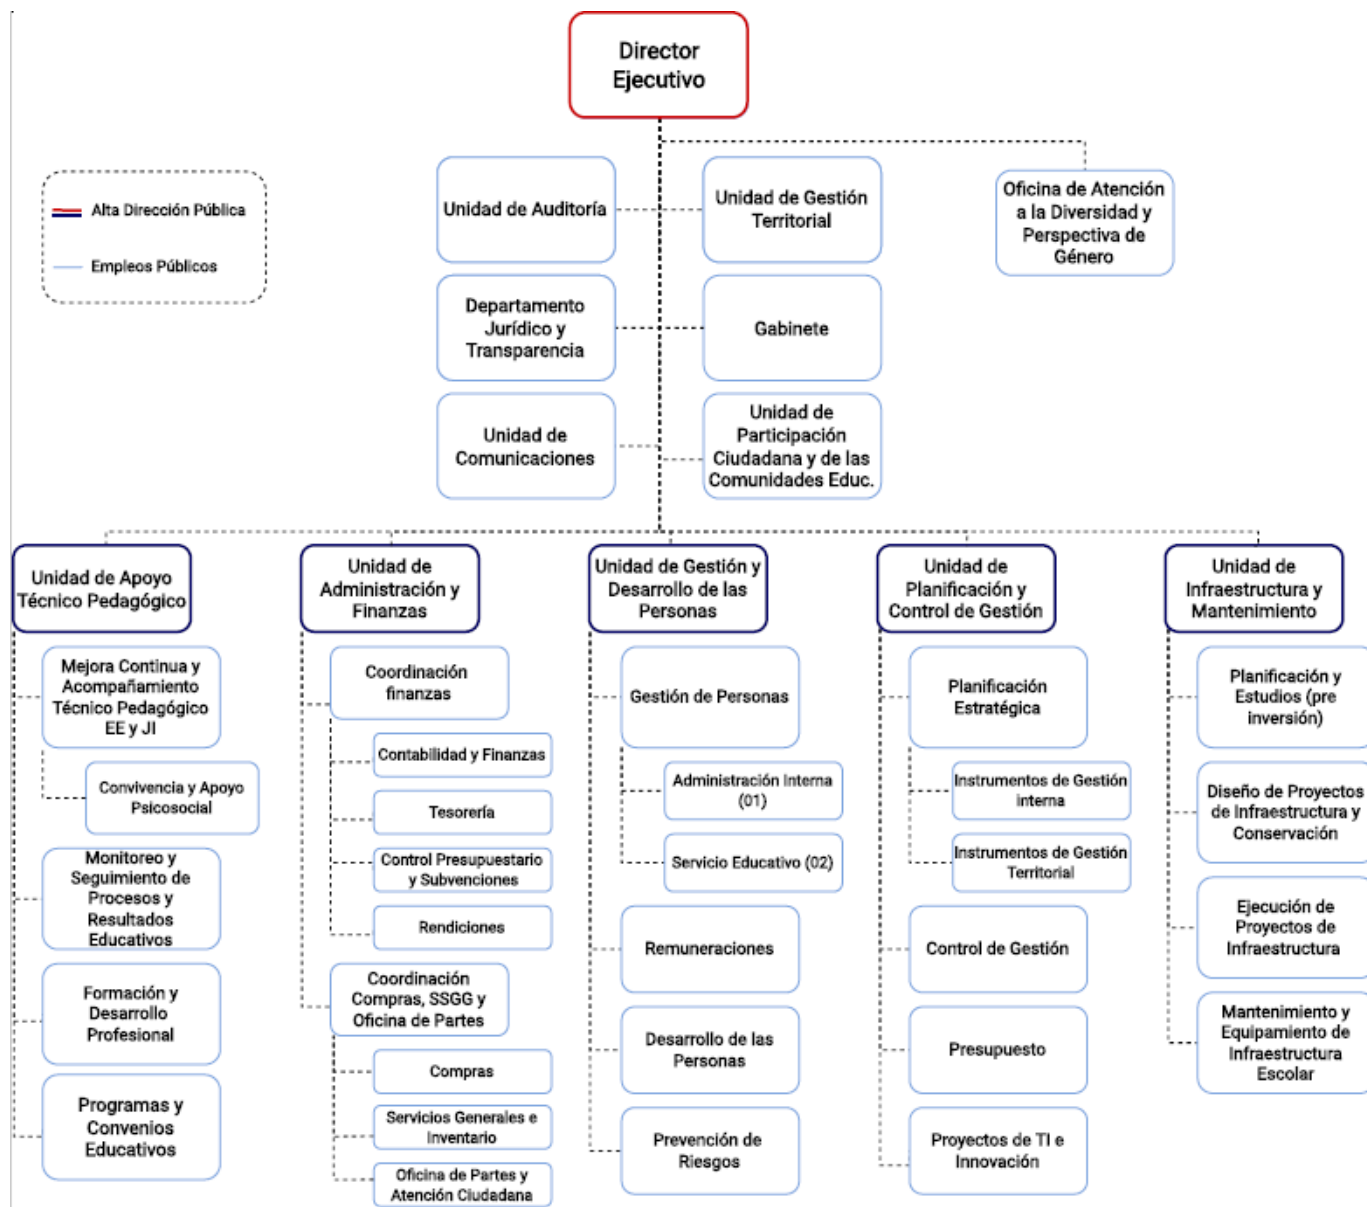 Director
Ejecutivo
Alta Dirección Pública
Empleos Públicos
Unidad de Auditoría
Unidad de Gestión
Territorial
Oficina de Atención
a la Diversidad y
Perspectiva de
Género
Departamento
Jurídico y
Transparencia
Gabinete
Unidad de
Comunicaciones
Unidad de
Participación
Ciudadana y de las
Comunidades Educ.
Unidad de Apoyo
Técnico Pedagógico
Mejora Continua y
Acompañamiento
Técnico Pedagógico
EE y JI
Convivencia y Apoyo
Psicosocial
Monitoreo y
Seguimiento de
Procesos y
Resultados
Educativos
Formación y
Desarrollo
Profesional
Programas y
Convenios
Educativos
Unidad de
Administración y
Finanzas
Coordinación
finanzas
Contabilidad y Finanzas
Tesorería
Control Presupuestario
y Subvenciones
Rendiciones
Coordinación
Compras, SSGG y
Oficina de Partes
Compras
Servicios Generales e
Inventario
Oficina de Partes y
Atención Ciudadana
Unidad de Gestión y
Desarrollo de las
Personas
Gestión de Personas
Administración Interna
(01)
Servicio Educativo (02)
Remuneraciones
Desarrollo de las
Personas
Prevención de
Riesgos
Unidad de
Planificación y
Control de Gestión
Planificación
Estratégica
Instrumentos de Gestión
interna
Instrumentos de Gestión
Territorial
Control de Gestión
Presupuesto
Proyectos de TI e
Innovación
Unidad de
Infraestructura y
Mantenimiento
Planificación y
Estudios (pre
inversión)
Diseño de Proyectos
de Infraestructura y
Conservación
Ejecución de
Proyectos de
Infraestructura
Mantenimiento y
Equipamiento de
Infraestructura
Escolar